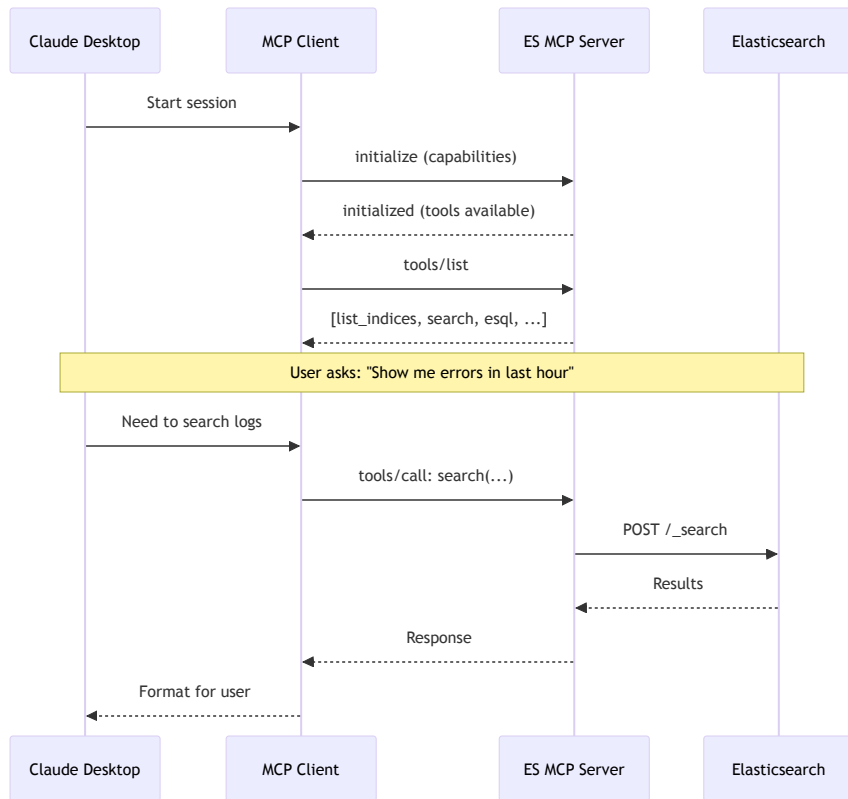 Claude Desktop
MCP Client
ES MCP Server
Elasticsearch
Start session
initialize (capabilities)
initialized (tools available)
tools/list
[list_indices, search, esql, ...]
User asks: "Show me errors in last hour"
Need to search logs
tools/call: search(...)
POST /_search
Results
Response
Format for user
Claude Desktop
MCP Client
ES MCP Server
Elasticsearch